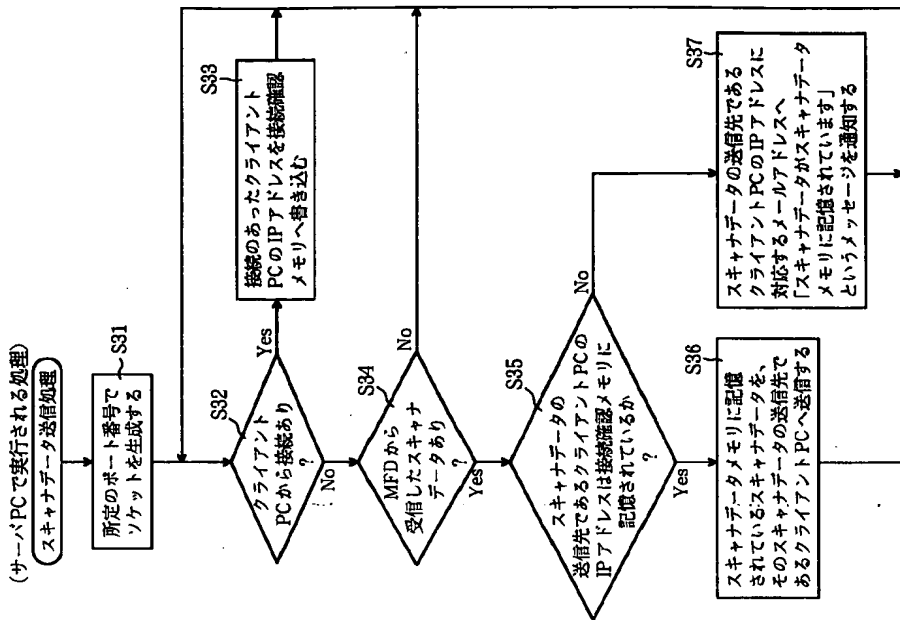 (サーバPCで実行される処理)
スキャナデータ送信処理
S31
所定のポート番号で
ソケットを生成する
S32
クライアント
PCから接続あり
?
Yes
No
S33
接続のあったクライアント
PCのIPアドレスを接続確認
メモリへ書き込む
S34
MFDから
受信したスキャナ
データあり
?
No
Yes
S35
スキャナデータの
送信先であるクライアントPCの
IPアドレスは接続確認メモリに
記憶されているか
?
No
Yes
S36
スキャナデータメモリに記憶
されているスキャナデータを、
そのスキャナデータの送信先で
あるクライアントPCへ送信する
S37
スキャナデータの送信先である
クライアントPCのIPアドレスに
対応するメールアドレスへ
「スキャナデータがスキャナデータ
メモリに記憶されています」
というメッセージを通知する